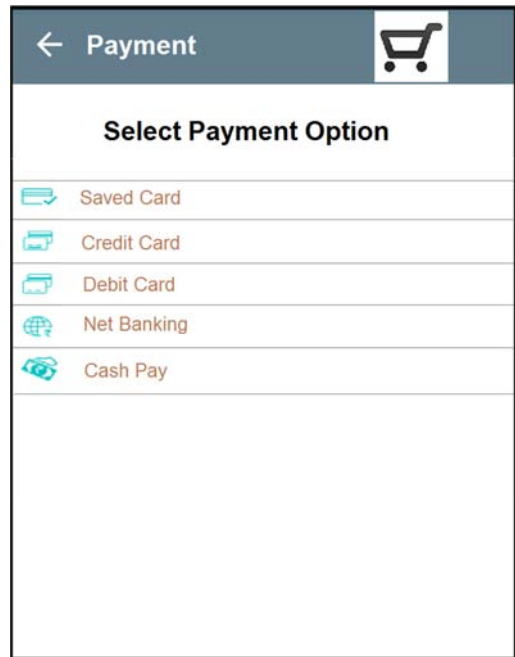 Payment
Select Payment Option
Saved Card
Credit Card
Debit Card
Net Banking
Cash Pay